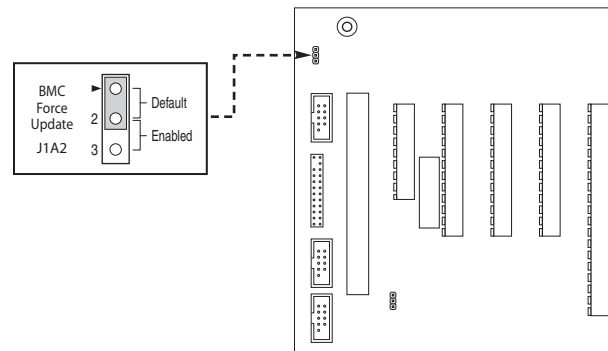 BMC
Force
Update
J1A2
2
3
Default
Enabled